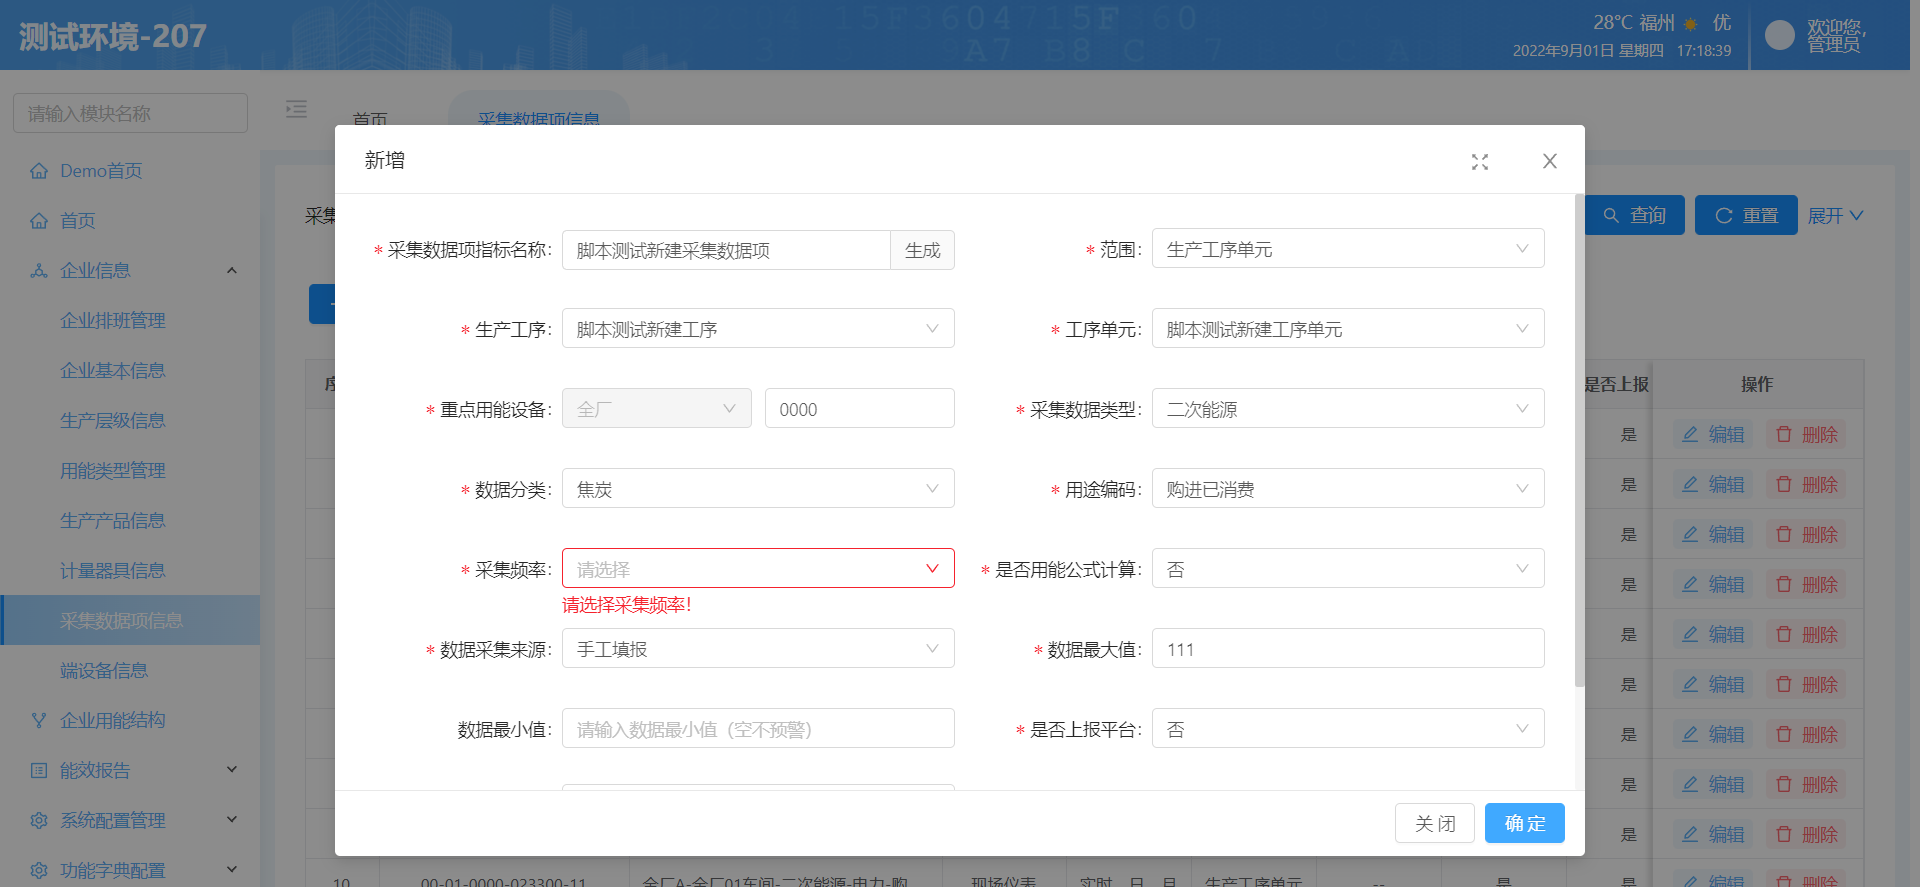 测试环境-207
28℃ 福州 优
2022年9月01日 星期四 17:18:39
欢迎您,
管理员
请输入模块名称
首页
采集数据项信息
Demo首页
首页
企业信息
企业排班管理
企业基本信息
生产层级信息
用能类型管理
生产产品信息
计量器具信息
采集数据项信息
端设备信息
企业用能结构
能效报告
系统配置管理
功能字典配置
采集
查询
重置
展开
新增
* 采集数据项指标名称: 脚本测试新建采集数据项 生成
* 范围: 生产工序单元
* 生产工序: 脚本测试新建工序
* 工序单元: 脚本测试新建工序单元
* 重点用能设备: 全厂 0000
* 采集数据类型: 二次能源
* 数据分类: 焦炭
* 用途编码: 购进已消费
* 采集频率: 请选择
请选择采集频率!
* 是否用能公式计算: 否
* 数据采集来源: 手工填报
* 数据最大值: 111
数据最小值: 请输入数据最小值（空不预警）
* 是否上报平台: 否
关 闭
确 定
是否上报 操作
是 编辑 删除
是 编辑 删除
是 编辑 删除
是 编辑 删除
是 编辑 删除
是 编辑 删除
是 编辑 删除
是 编辑 删除
是 编辑 删除
10 00-01-0000-023300-11 全厂A-全厂01车间-二次能源-电力-购 现场仪表 实时、日、月 生产工序单元 -- 是 编辑 删除